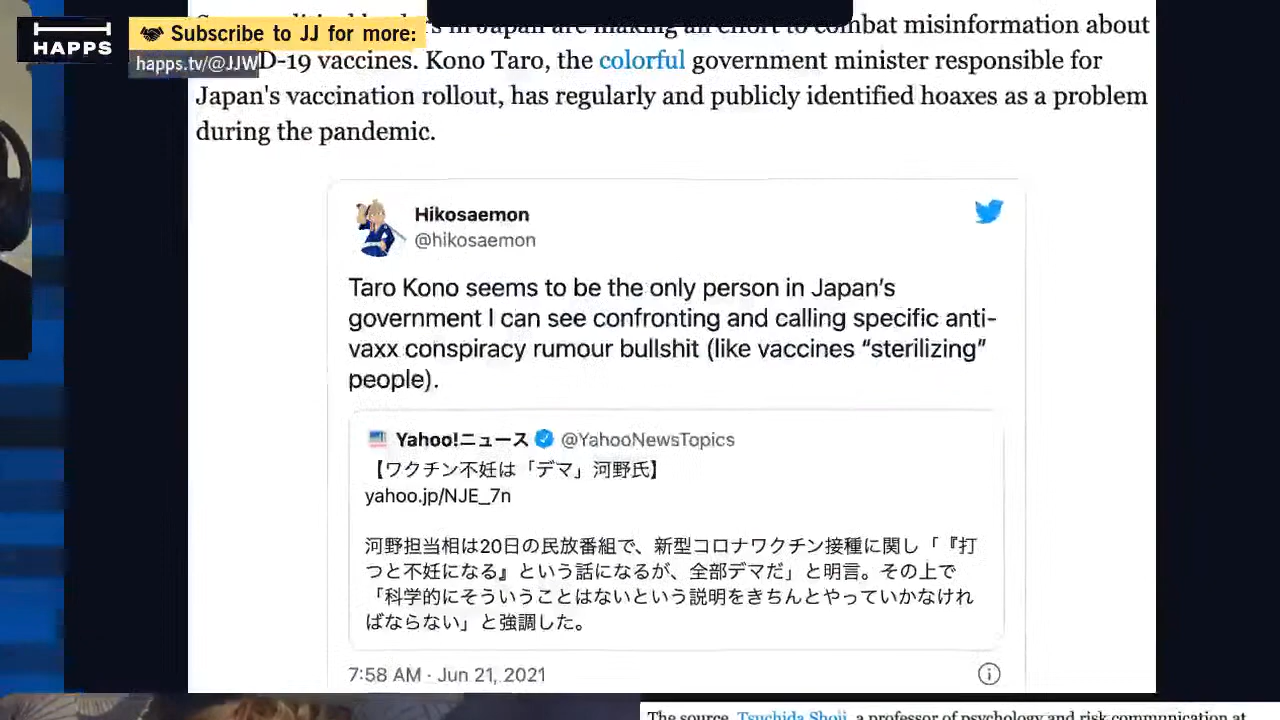 HAPPS
Subscribe to JJ for more:
happs.tv/@JJW
in Japan are making an effort to combat misinformation about
D-19 vaccines. Kono Taro, the colorful government minister responsible for
Japan's vaccination rollout, has regularly and publicly identified hoaxes as a problem
during the pandemic.
Hikosaemon
@hikosaemon
Taro Kono seems to be the only person in Japan's
government I can see confronting and calling specific anti-
vaxx conspiracy rumour bullshit (like vaccines “sterilizing”
people).
Yahoo!ニュース @YahooNewsTopics
【ワクチン不妊は「デマ」河野氏】
yahoo.jp/NJE_7n
河野担当相は20日の民放番組で、新型コロナワクチン接種に関し「『打
つと不妊になる』という話になるが、全部デマだ」と明言。その上で
「科学的にそういうことはないという説明をきちんとやっていかなけれ
ばならない」と強調した。
7:58 AM · Jun 21, 2021
The source, Tsuchida Shoji, a professor of psychology and risk communication at